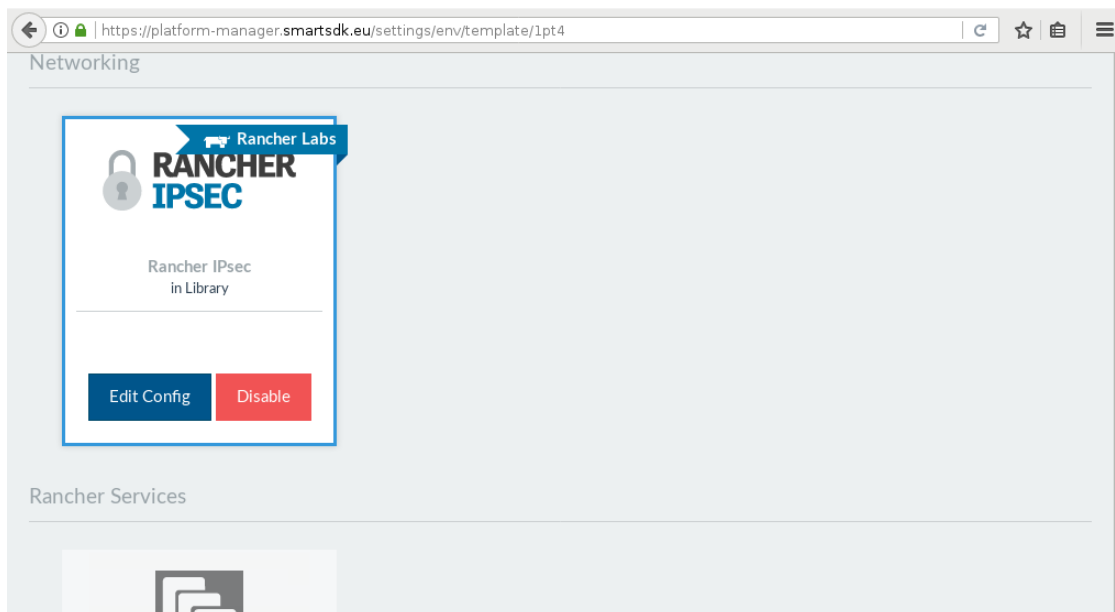 https://platform-manager.smartsdk.eu/settings/env/template/1pt4
Networking
Rancher Labs
RANCHER
IPSEC
Rancher IPsec
in Library
Edit Config Disable
Rancher Services